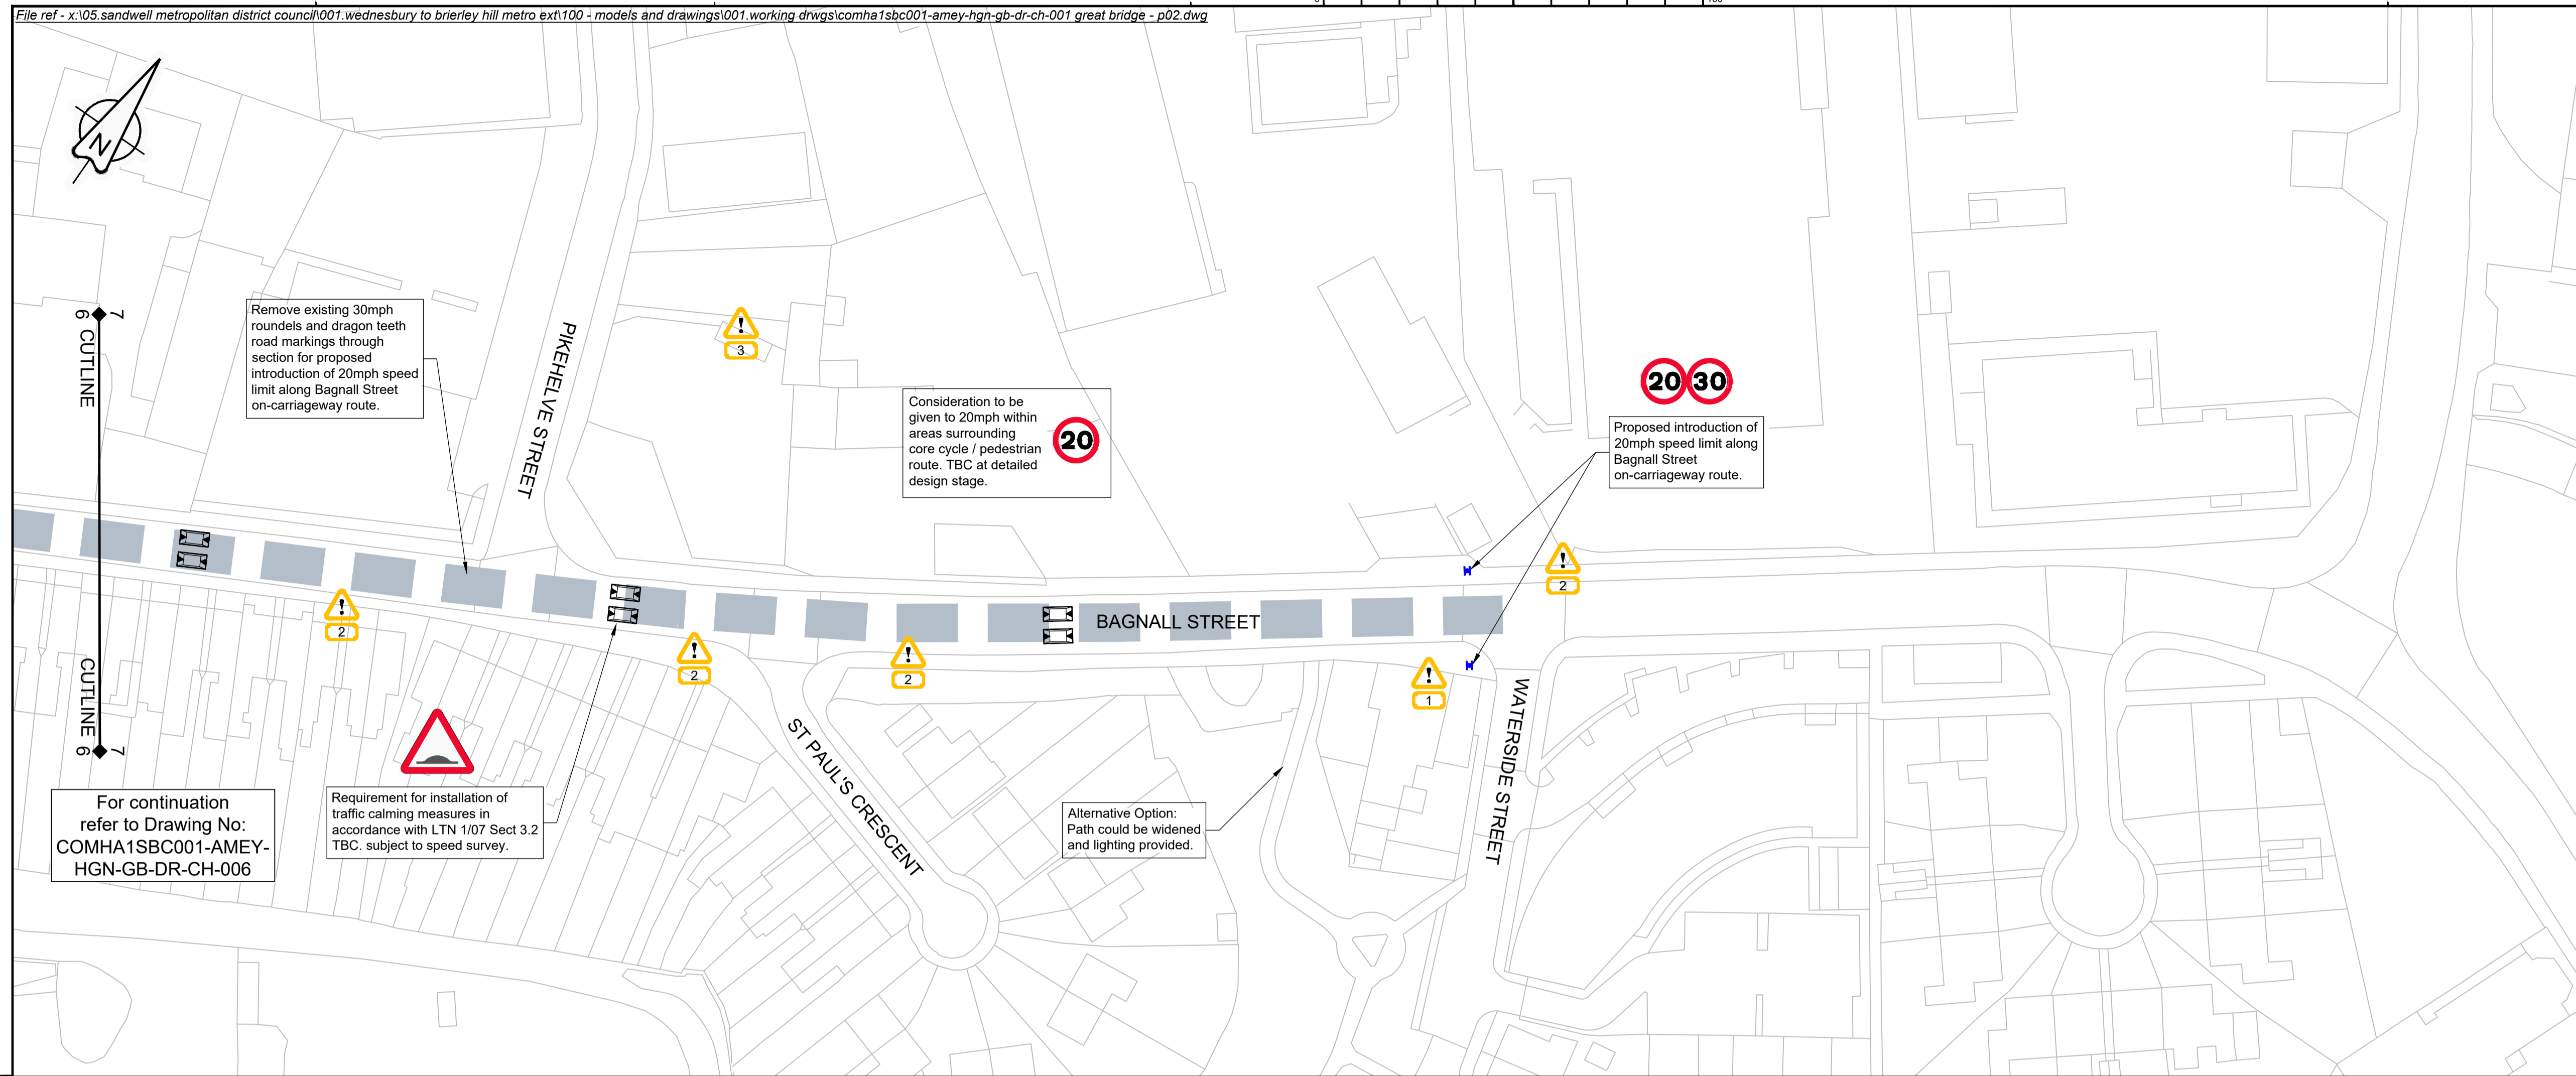 File ref - x:\05.sandwell metropolitan district council\001.wednesbury to brierley hill metro ext\100 - models and drawings\001.working drwgs\comha1sbc001-amey-hgn-gb-dr-ch-001 great bridge - p02.dwg
N
6 7
CUTLINE
CUTLINE
6 7
For continuation
refer to Drawing No:
COMHA1SBC001-AMEY-
HGN-GB-DR-CH-006
Remove existing 30mph
roundels and dragon teeth
road markings through
section for proposed
introduction of 20mph speed
limit along Bagnall Street
on-carriageway route.
PIKEHELVE STREET
!
3
Consideration to be
given to 20mph within
areas surrounding
core cycle / pedestrian
route. TBC at detailed
design stage.
20
20
30
Proposed introduction of
20mph speed limit along
Bagnall Street
on-carriageway route.
!
2
!
2
!
2
!
2
BAGNALL STREET
!
1
Requirement for installation of
traffic calming measures in
accordance with LTN 1/07 Sect 3.2
TBC. subject to speed survey.
ST PAUL'S CRESCENT
Alternative Option:
Path could be widened
and lighting provided.
WATERSIDE STREET